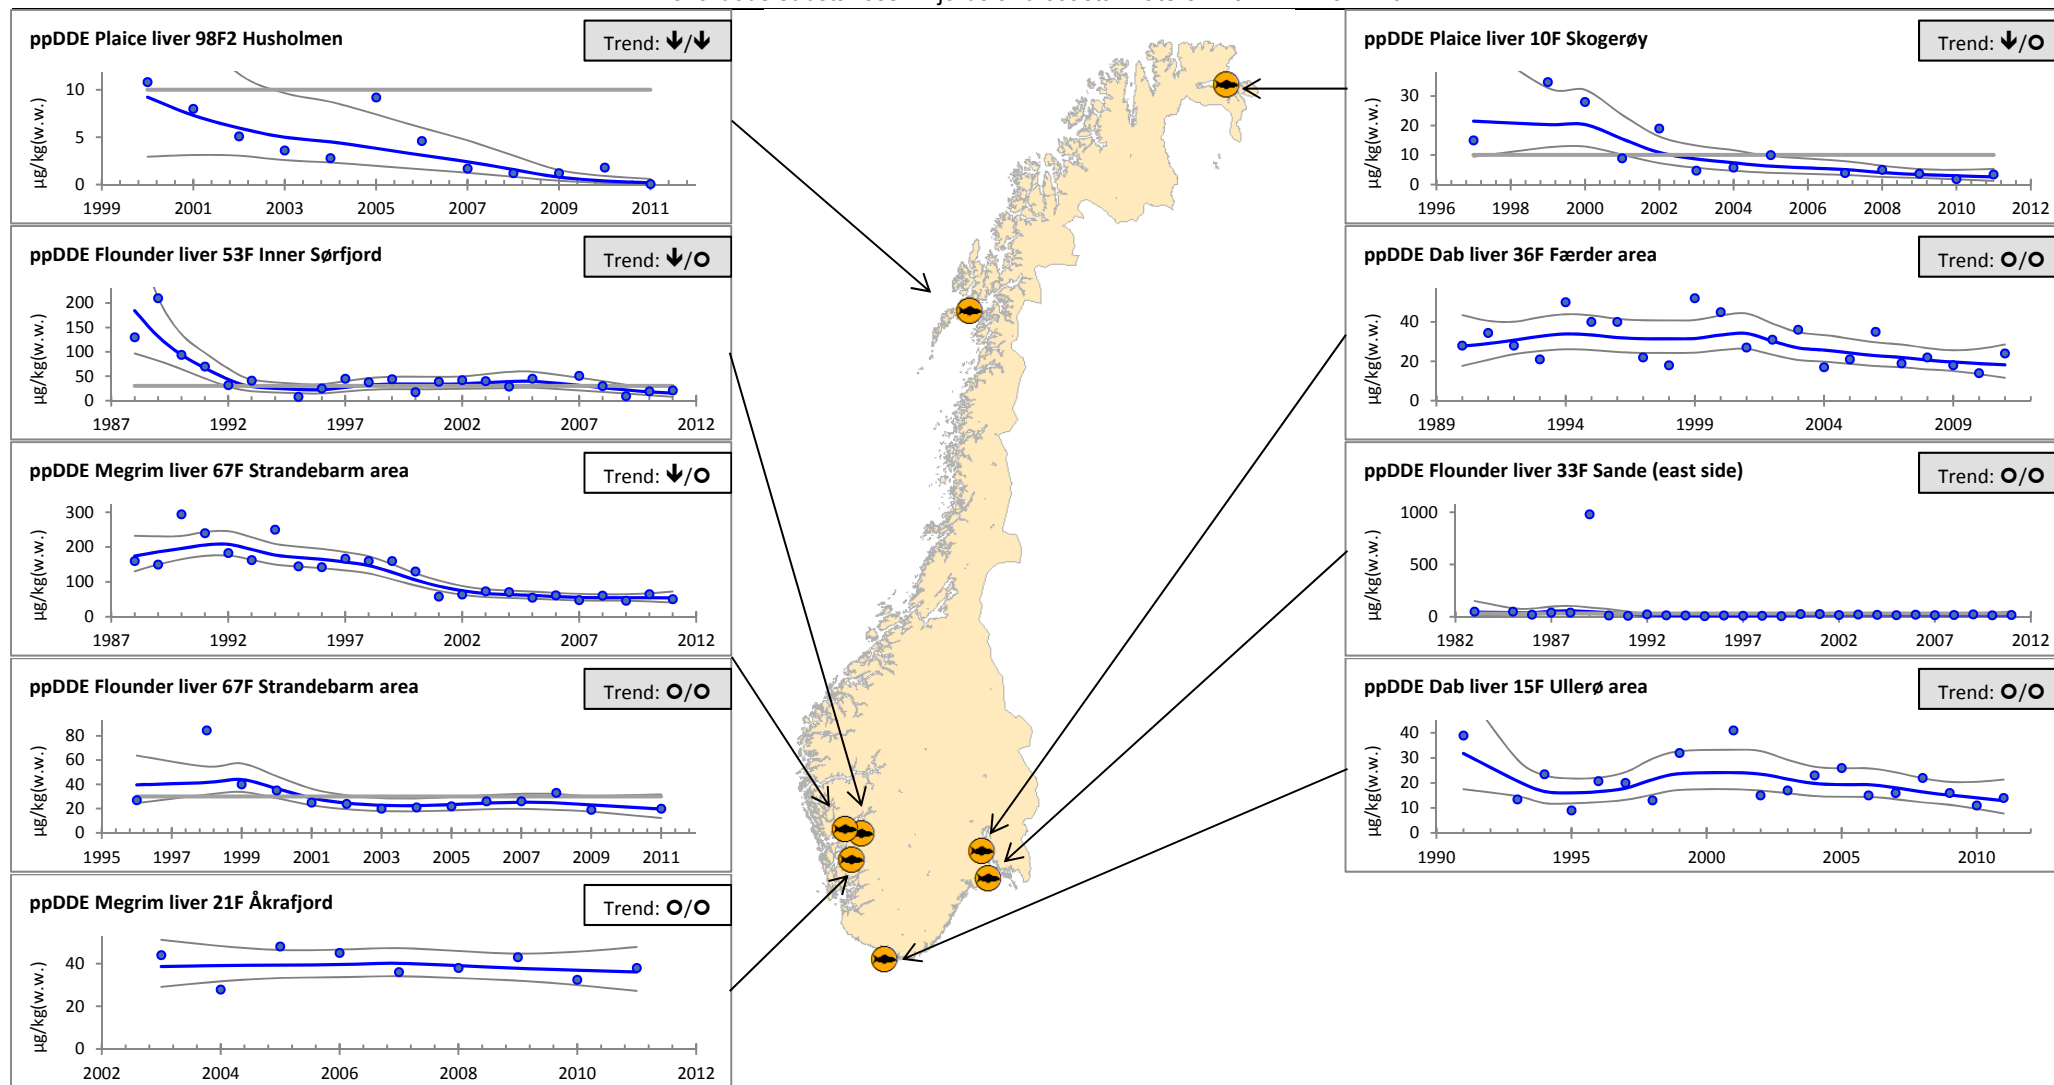 ppDDE Plaice liver 98F2 Husholmen
Trend: ↓/↓
µg/kg(w.w.)
10
5
0
1999 2001 2003 2005 2007 2009 2011
ppDDE Flounder liver 53F Inner Sørfjord
Trend: ↓/O
µg/kg(w.w.)
200
150
100
50
0
1987 1992 1997 2002 2007 2012
ppDDE Megrim liver 67F Strandebarm area
Trend: ↓/O
µg/kg(w.w.)
300
200
100
0
1987 1992 1997 2002 2007 2012
ppDDE Flounder liver 67F Strandebarm area
Trend: O/O
µg/kg(w.w.)
80
60
40
20
0
1995 1997 1999 2001 2003 2005 2007 2009 2011
ppDDE Megrim liver 21F Åkrafjord
Trend: O/O
µg/kg(w.w.)
40
20
0
2002 2004 2006 2008 2010 2012
ppDDE Plaice liver 10F Skogerøy
Trend: ↓/O
µg/kg(w.w.)
30
20
10
0
1996 1998 2000 2002 2004 2006 2008 2010 2012
ppDDE Dab liver 36F Færder area
Trend: O/O
µg/kg(w.w.)
40
20
0
1989 1994 1999 2004 2009
ppDDE Flounder liver 33F Sande (east side)
Trend: O/O
µg/kg(w.w.)
1000
500
0
1982 1987 1992 1997 2002 2007 2012
ppDDE Dab liver 15F Ullerø area
Trend: O/O
µg/kg(w.w.)
40
30
20
10
0
1990 1995 2000 2005 2010